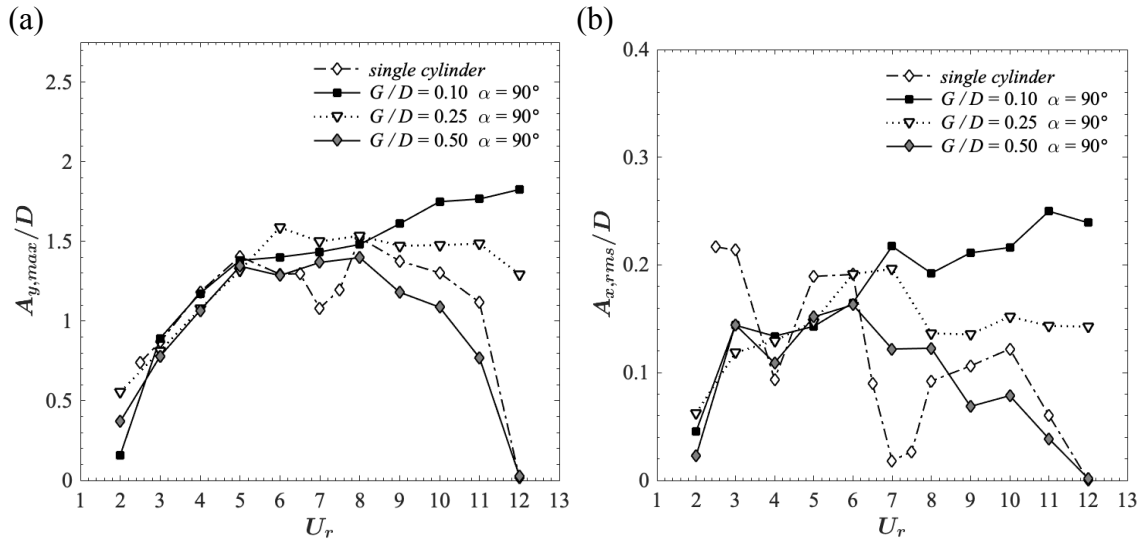 (a)
single cylinder
G/D = 0.10 α = 90°
G/D = 0.25 α = 90°
G/D = 0.50 α = 90°
A_{y,max}/D
2.5
2
1.5
1
0.5
0
1 2 3 4 5 6 7 8 9 10 11 12 13
U_r
(b)
single cylinder
G/D = 0.10 α = 90°
G/D = 0.25 α = 90°
G/D = 0.50 α = 90°
A_{x,rms}/D
0.4
0.3
0.2
0.1
0
1 2 3 4 5 6 7 8 9 10 11 12 13
U_r